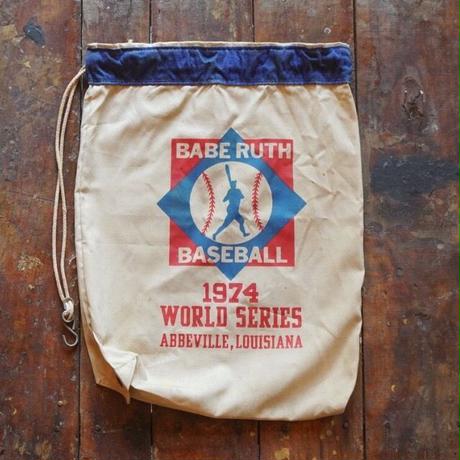 BABE RUTH
BASEBALL
1974
WORLD SERIES
ABBEVILLE, LOUISIANA